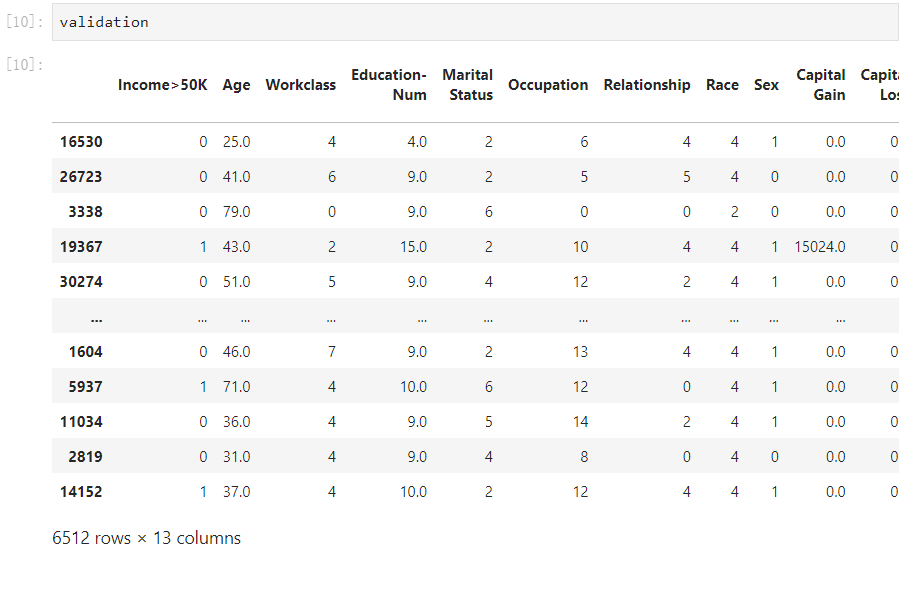 [10]: validation
[10]:
Income>50K Age Workclass Education-Num Marital Status Occupation Relationship Race Sex Capital Gain
16530 0 25.0 4 4.0 2 6 4 4 1 0.0 0
26723 0 41.0 6 9.0 2 5 5 4 0 0.0 0
3338 0 79.0 0 9.0 6 0 0 2 0 0.0 0
19367 1 43.0 2 15.0 2 10 4 4 1 15024.0 0
30274 0 51.0 5 9.0 4 12 2 4 1 0.0 0
... ... ... ... ... ... ... ... ... ... ...
1604 0 46.0 7 9.0 2 13 4 4 1 0.0 0
5937 1 71.0 4 10.0 6 12 0 4 1 0.0 0
11034 0 36.0 4 9.0 5 14 2 4 1 0.0 0
2819 0 31.0 4 9.0 4 8 0 4 0 0.0 0
14152 1 37.0 4 10.0 2 12 4 4 1 0.0 0
6512 rows × 13 columns